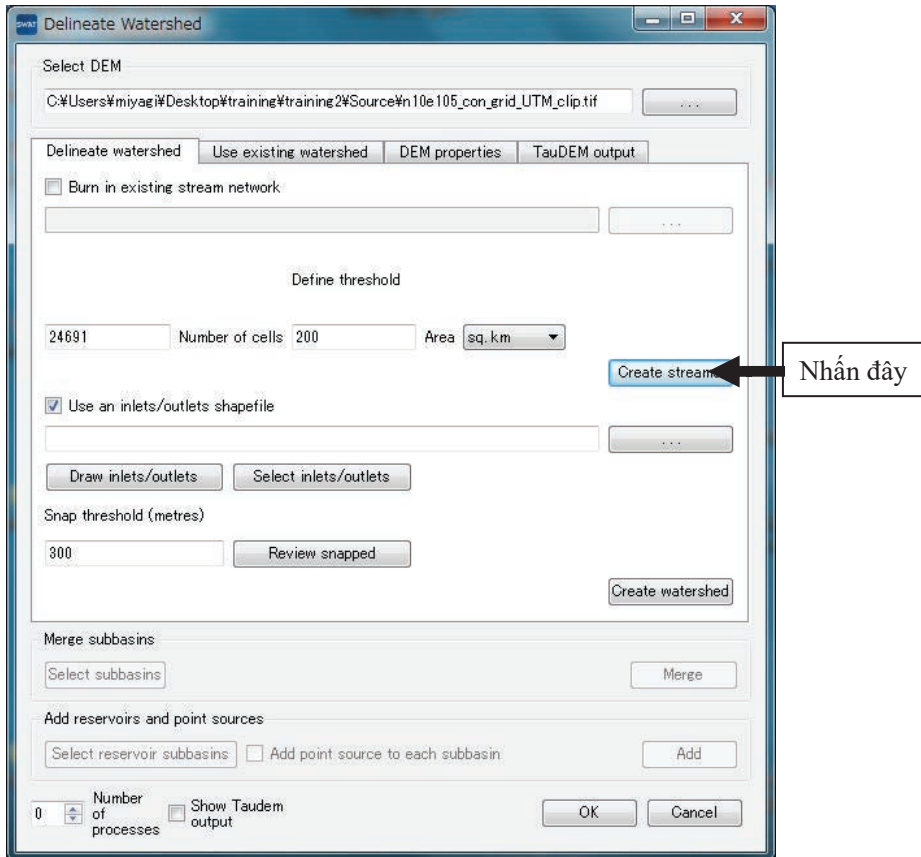 SWAT Delineate Watershed
Select DEM
C:¥Users¥miyagi¥Desktop¥training¥training2¥Source¥n10e105_con_grid_UTM_clip.tif ...
Delineate watershed Use existing watershed DEM properties TauDEM output
Burn in existing stream network
...
Define threshold
24691 Number of cells 200 Area sq.km
Create streams
Nhấn đây
Use an inlets/outlets shapefile
...
Draw inlets/outlets Select inlets/outlets
Snap threshold (metres)
300 Review snapped
Create watershed
Merge subbasins
Select subbasins Merge
Add reservoirs and point sources
Select reservoir subbasins Add point source to each subbasin Add
0 Number of processes Show Taudem output OK Cancel